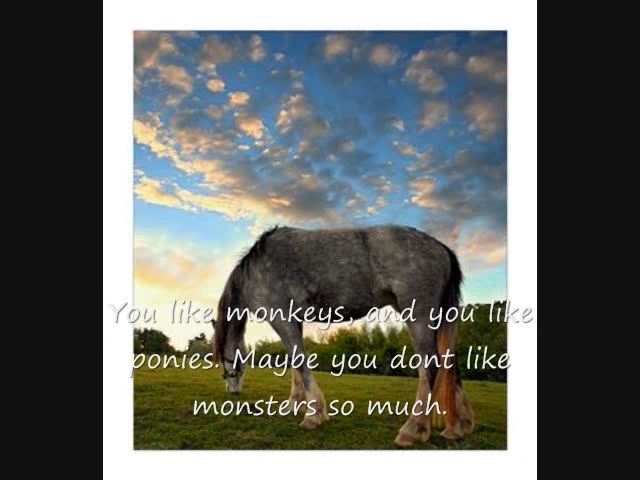 You like monkeys, and you like
ponies. Maybe you dont like
monsters so much.